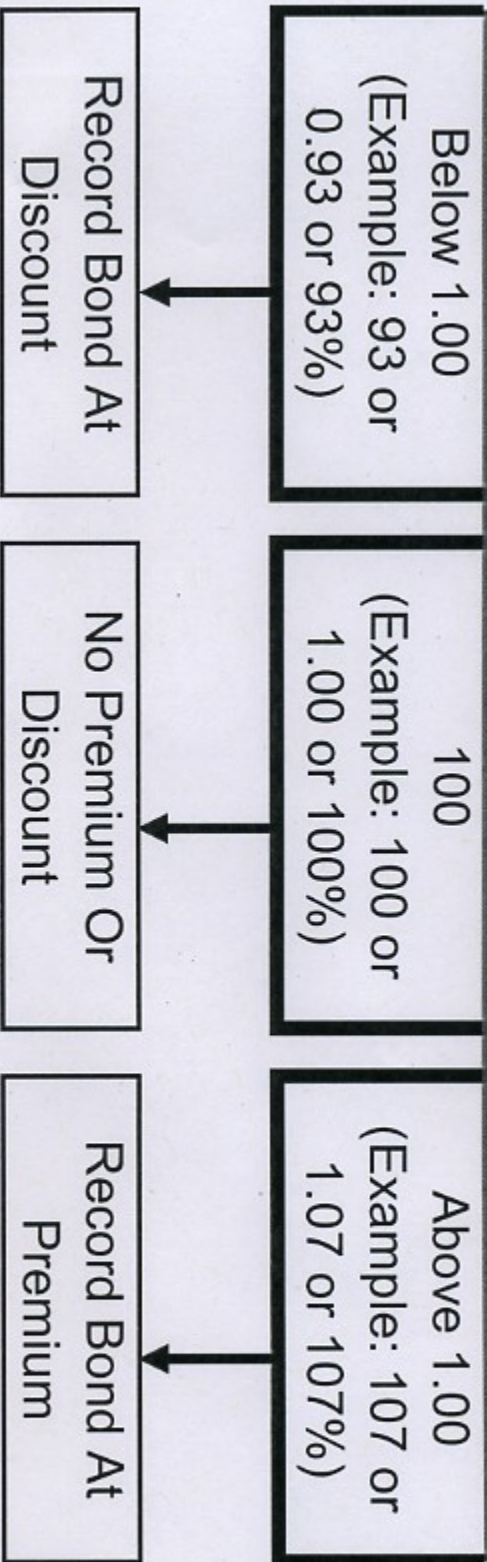 Below 1.00
(Example: 93 or
0.93 or 93%)
Record Bond At
Discount
100
(Example: 100 or
1.00 or 100%)
No Premium Or
Discount
Above 1.00
(Example: 107 or
1.07 or 107%)
Record Bond At
Premium